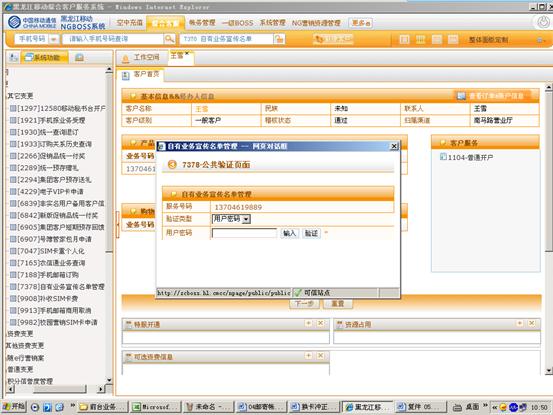 黑龙江移动综合客户服务系统 - Windows Internet Explorer
中国移动通信
CHINA MOBILE
黑龙江移动
NGBOSS系统
空中充值 综合客服 帐务管理 一级BOSS 系统管理 NG营销资源管理 更多
手机号码 请输入手机号码查询 7378 自有业务宣传名单 整体面板定制
系统功能 工作空间 王雪
客户首页
其它变更
[1297]12580移动秘书台开户
[1921]手机报业务受理
[1930]统一查询退订
[1933]订购关系历史查询
[2266]促销品统一付奖
[2289]统一预存赠礼
[2294]集团客户预存送礼
[4229]电子VIP卡申请
[6839]非实名用户备用客户信
[6842]新版促销品统一付奖
[6905]集团客户短期预存回馈
[6907]号簿管家包月申请
[7047]SIM卡置个人化
[7165]农信通业务查询
[7188]手机邮箱订购
[7378]自有业务宣传名单管理
[9908]补收SIM卡费
[9913]手机邮箱商用取消
[9982]校园营销SIM卡申请
资费变更
其他资费变更
随e行营销案
普通变更
积分信誉度管理
基本信息&&经办人信息 查看订单&账户信息
客户名称 王雪 民族 未知 联系人 王雪
客户级别 一般客户 稽核状态 通过 归属渠道 南马路营业厅
产品
业务号码
13704619
购物
业务号码
客户服务
1104-普通开户
自有业务宣传名单管理 -- 网页对话框
7378-公共验证页面
自有业务宣传名单管理
服务号码 13704619889
验证类型 用户密码
用户密码 输入 验证 *
http://zcboss.hl.cmcc/npage/public/public 可信站点
下一步 重置
特服开通 资源占用
可选资费信息
开始 前台业务... Microsof... 未命名 -... 04邮寄帐... 换卡冲正... 黑龙江移... 复件 05... 桌面 10:50